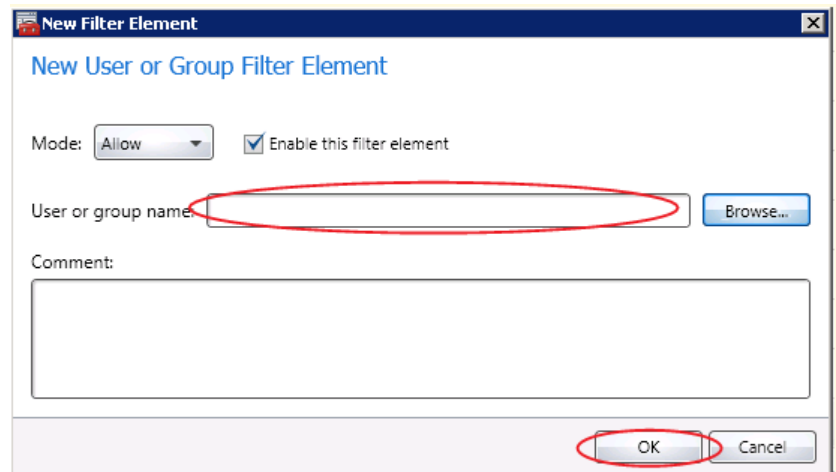 New Filter Element
New User or Group Filter Element
Mode: Allow Enable this filter element
User or group name: Browse...
Comment:
OK Cancel